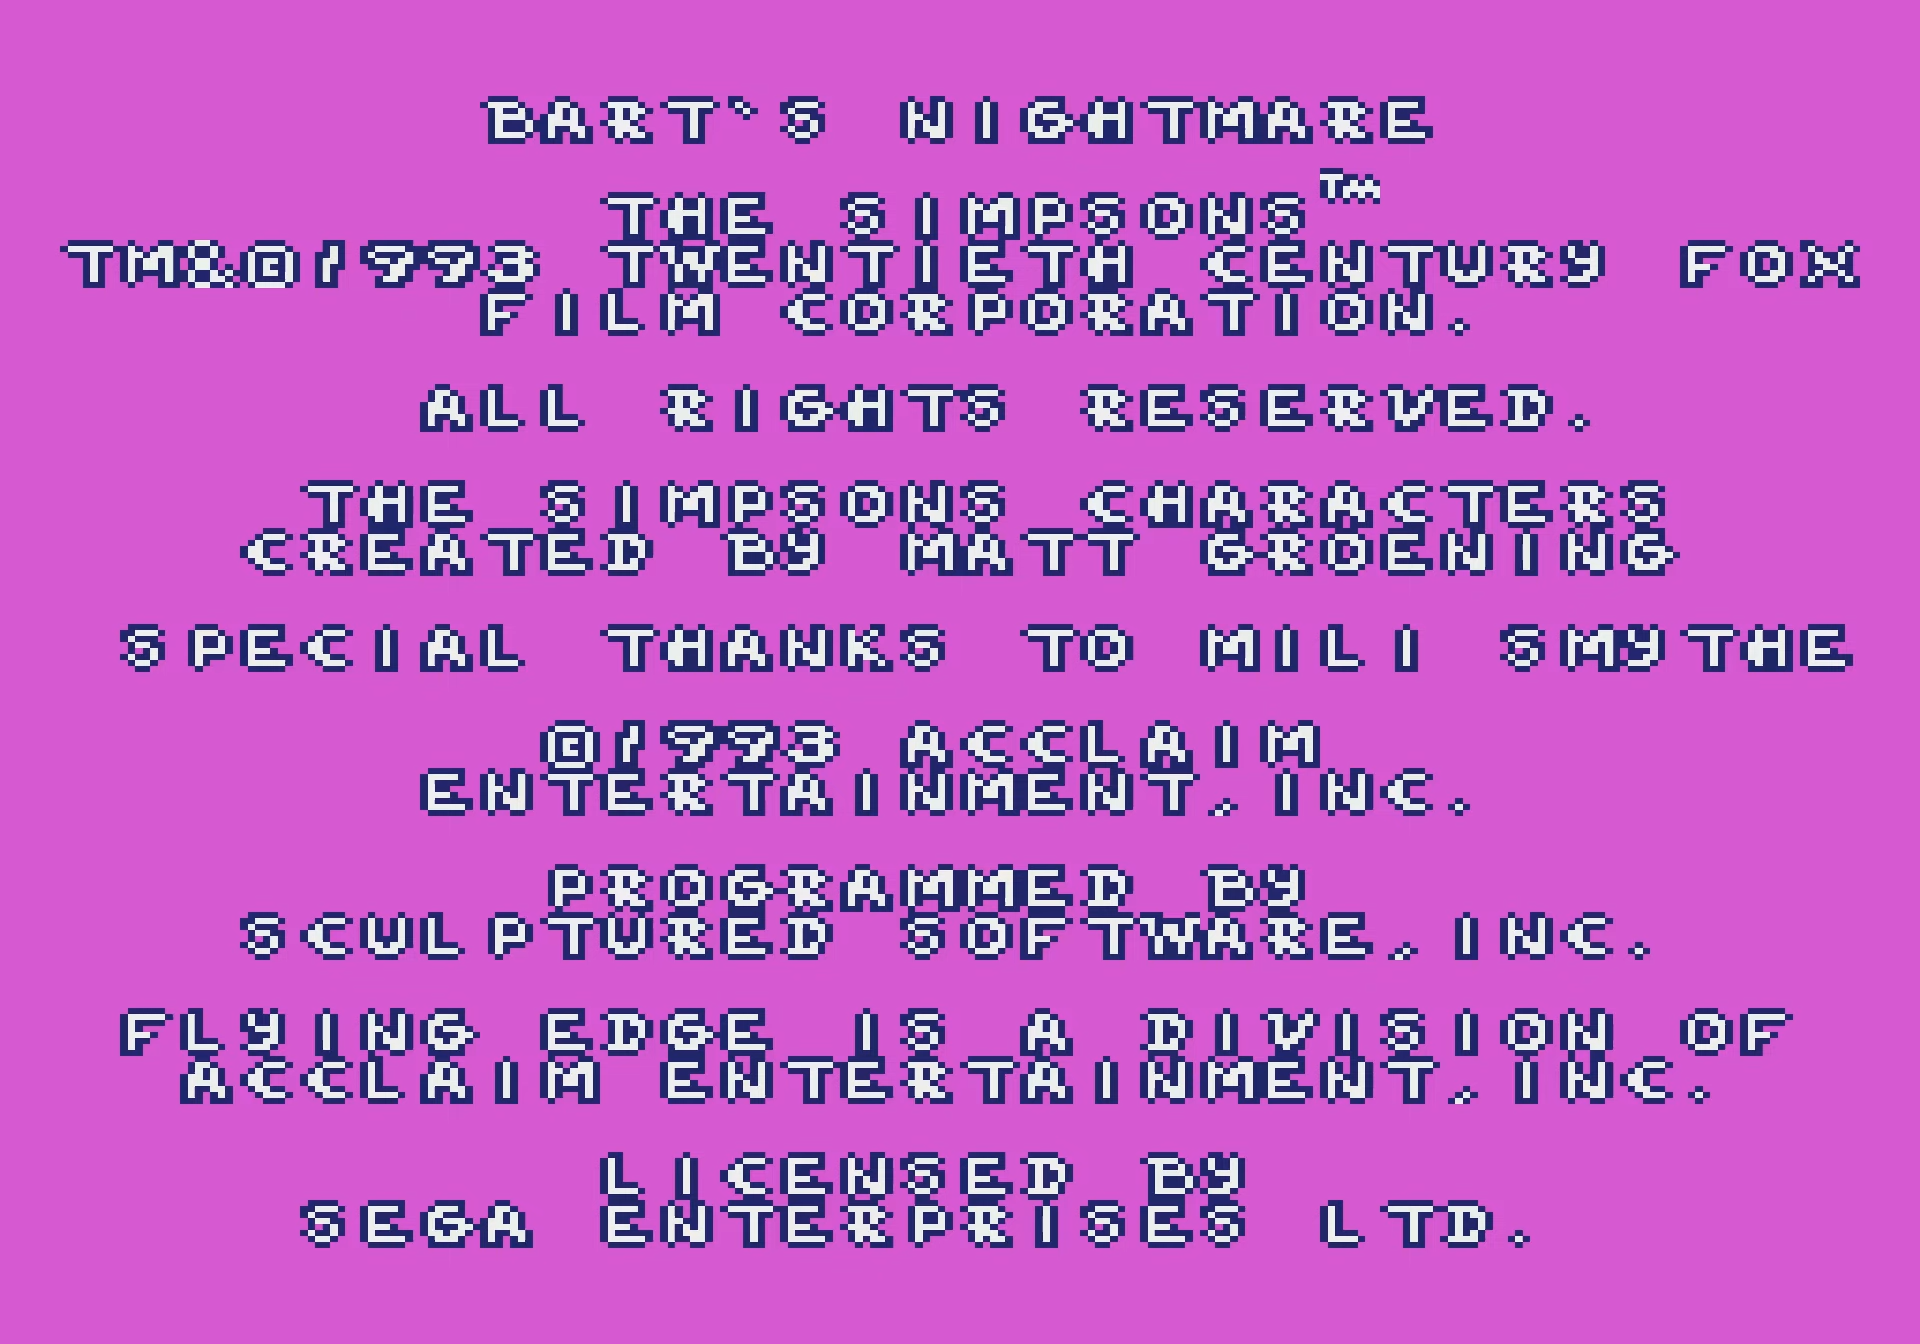 BART`S NIGHTMARE
THE SIMPSONS™
TM&©1993 TWENTIETH CENTURY FOX
FILM CORPORATION.
ALL RIGHTS RESERVED.
THE SIMPSONS CHARACTERS
CREATED BY MATT GROENING
SPECIAL THANKS TO MILI SMYTHE
©1993 ACCLAIM
ENTERTAINMENT,INC.
PROGRAMMED BY
SCULPTURED SOFTWARE,INC.
FLYING EDGE IS A DIVISION OF
ACCLAIM ENTERTAINMENT,INC.
LICENSED BY
SEGA ENTERPRISES LTD.